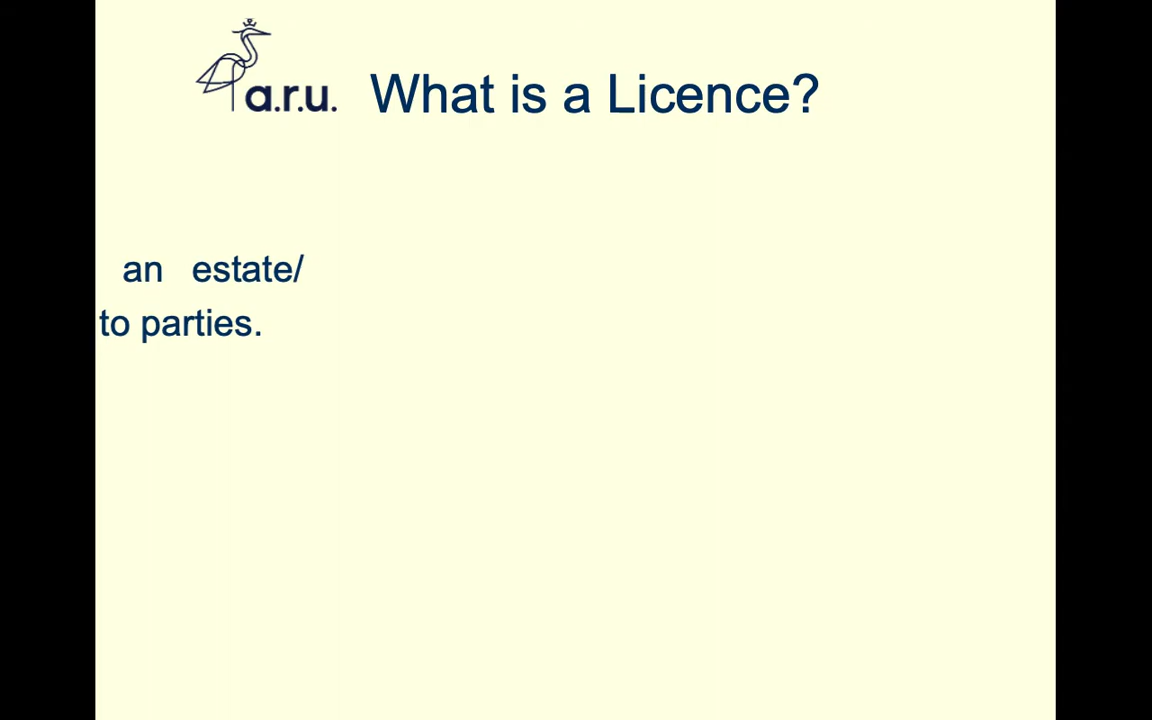 a.r.u. What is a Licence?
an estate/
to parties.